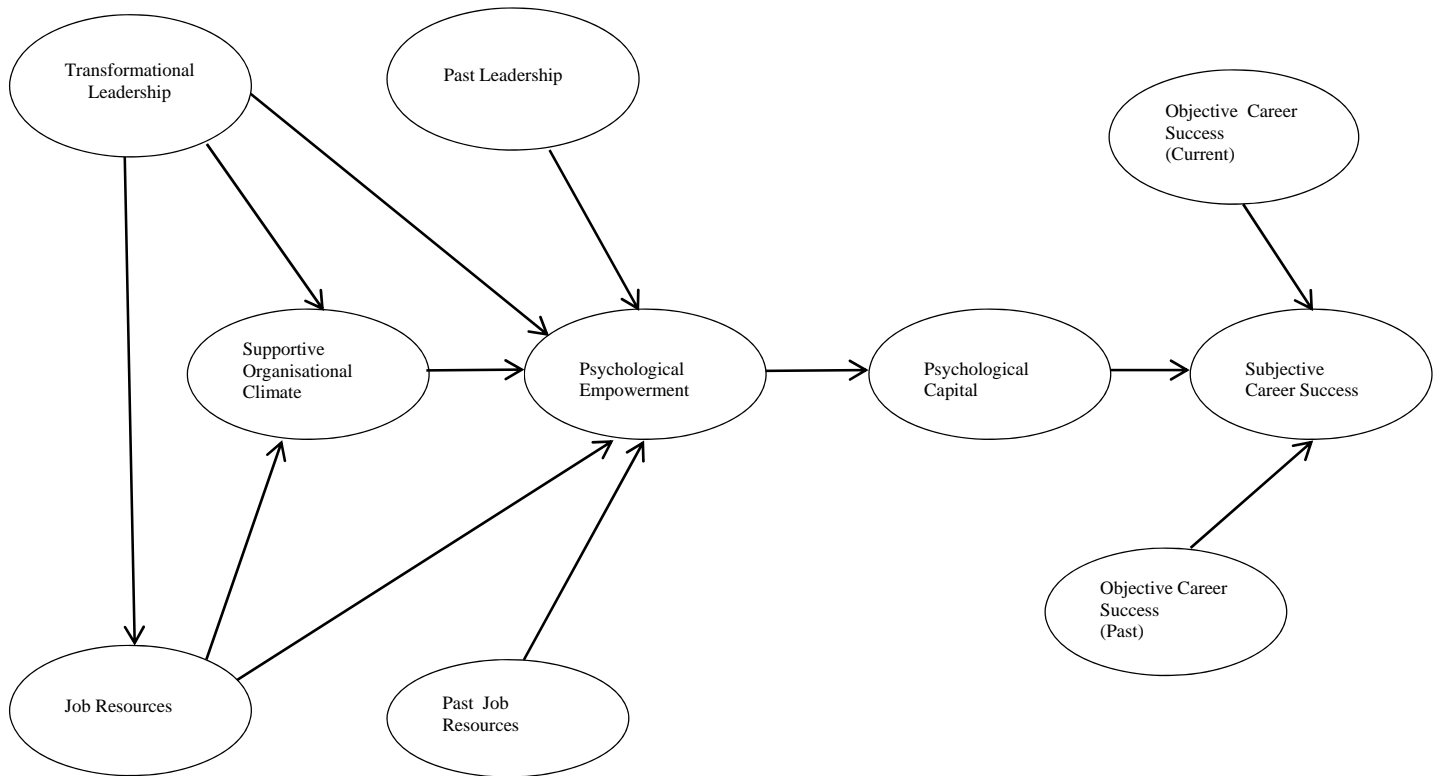 Transformational
Leadership
Past Leadership
Objective Career
Success
(Current)
Supportive
Organisational
Climate
Psychological
Empowerment
Psychological
Capital
Subjective
Career Success
Objective Career
Success
(Past)
Job Resources
Past Job
Resources